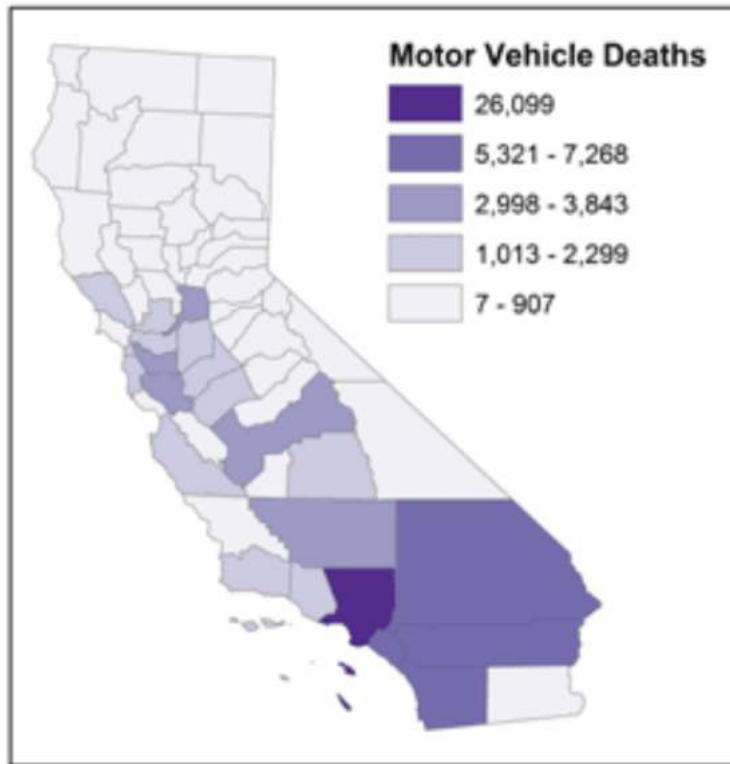 Motor Vehicle Deaths
26,099
5,321 - 7,268
2,998 - 3,843
1,013 - 2,299
7 - 907